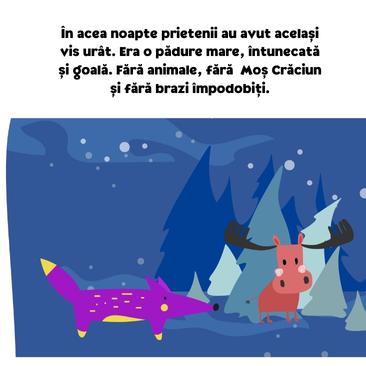 În acea noapte prietenii au avut același
vis urât. Era o pădure mare, întunecată
și goală. Fără animale, fără Moș Crăciun
și fără brazi împodobiți.